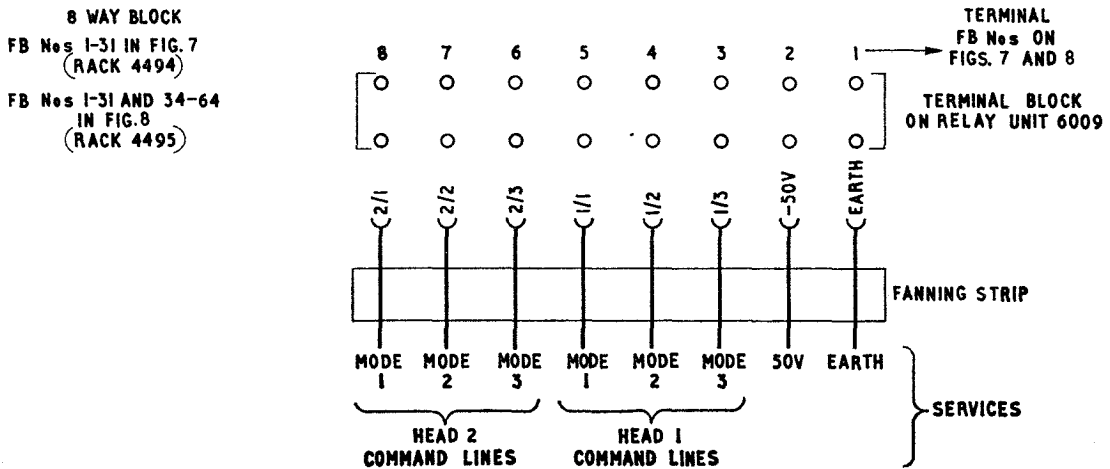 8 WAY BLOCK
FB Nos 1-31 IN FIG. 7
(RACK 4494)
FB Nos 1-31 AND 34-64
IN FIG. 8
(RACK 4495)
8 7 6 5 4 3 2 1
TERMINAL
FB Nos ON
FIGS. 7 AND 8
TERMINAL BLOCK
ON RELAY UNIT 6009
2/1 2/2 2/3 1/1 1/2 1/3 -50V EARTH
FANNING STRIP
MODE 1
MODE 2
MODE 3
MODE 1
MODE 2
MODE 3
50V
EARTH
HEAD 2
COMMAND LINES
HEAD 1
COMMAND LINES
SERVICES